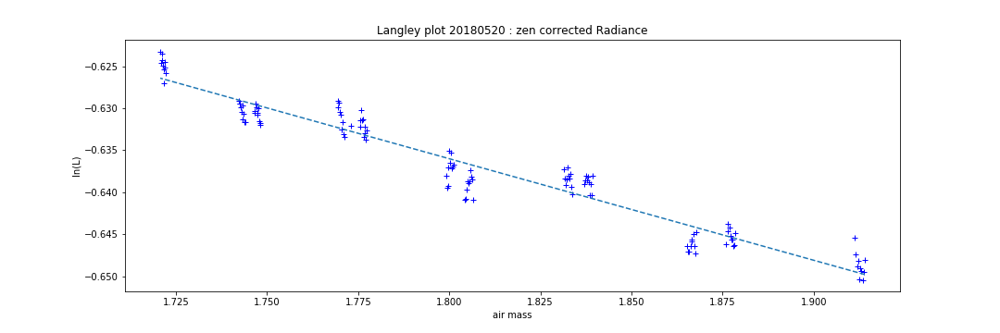 Langley plot 20180520 : zen corrected Radiance
ln(L)
−0.625
−0.630
−0.635
−0.640
−0.645
−0.650
1.725 1.750 1.775 1.800 1.825 1.850 1.875 1.900
air mass